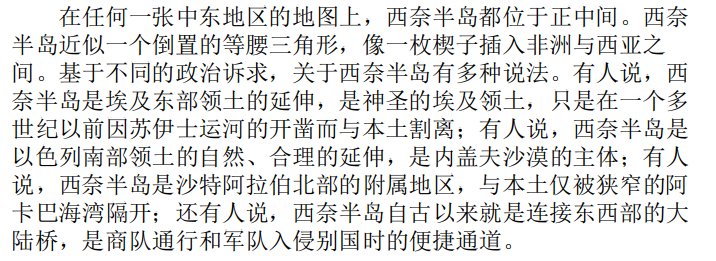 在任何一张中东地区的地图上，西奈半岛都位于正中间。西奈
半岛近似一个倒置的等腰三角形，像一枚楔子插入非洲与西亚之
间。基于不同的政治诉求，关于西奈半岛有多种说法。有人说，西
奈半岛是埃及东部领土的延伸，是神圣的埃及领土，只是在一个多
世纪以前因苏伊士运河的开凿而与本土割离；有人说，西奈半岛是
以色列南部领土的自然、合理的延伸，是内盖夫沙漠的主体；有人
说，西奈半岛是沙特阿拉伯北部的附属地区，与本土仅被狭窄的阿
卡巴海湾隔开；还有人说，西奈半岛自古以来就是连接东西部的大
陆桥，是商队通行和军队入侵别国时的便捷通道。